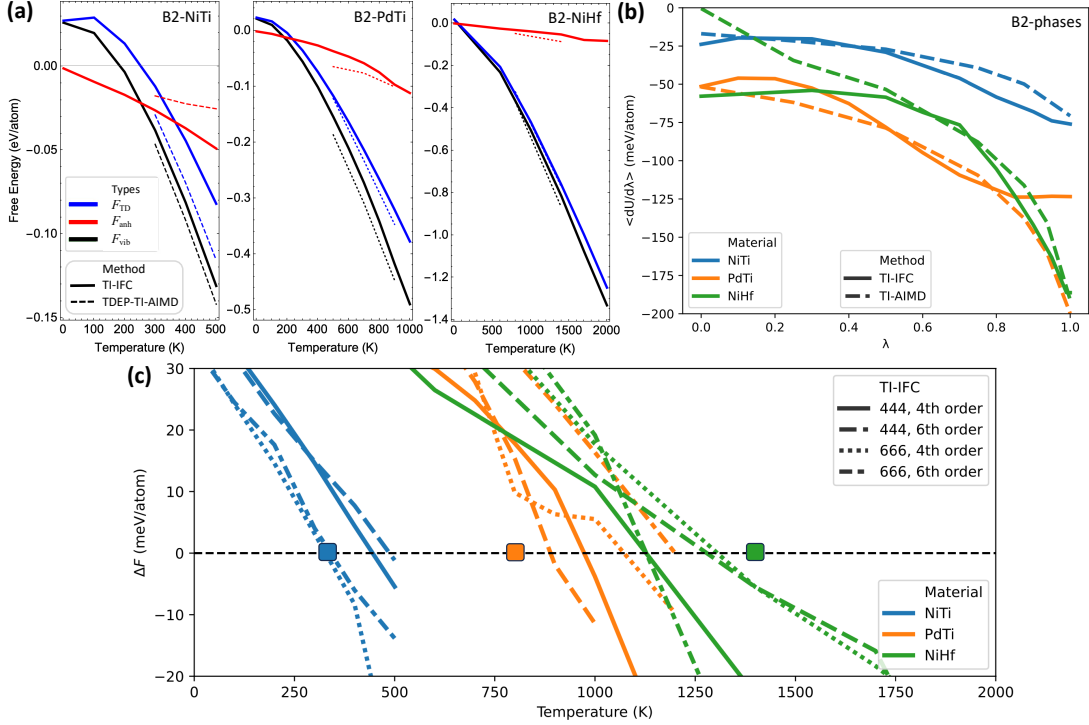 (a)
B2-NiTi
B2-PdTi
B2-NiHf
Free Energy (eV/atom)
0.00
−0.05
−0.10
−0.15
Types
F_TD
F_anh
F_vib
Method
TI-IFC
TDEP-TI-AIMD
0 100 200 300 400 500
Temperature (K)
0.0
−0.1
−0.2
−0.3
−0.4
−0.5
0 200 400 600 800 1000
Temperature (K)
0.0
−0.2
−0.4
−0.6
−0.8
−1.0
−1.2
−1.4
0 500 1000 1500 2000
Temperature (K)
(b)
B2-phases
<dU/dλ> (meV/atom)
0
−25
−50
−75
−100
−125
−150
−175
−200
Material
NiTi
PdTi
NiHf
Method
TI-IFC
TI-AIMD
0.0 0.2 0.4 0.6 0.8 1.0
λ
(c)
ΔF (meV/atom)
30
20
10
0
−10
−20
TI-IFC
444, 4th order
444, 6th order
666, 4th order
666, 6th order
Material
NiTi
PdTi
NiHf
0 250 500 750 1000 1250 1500 1750 2000
Temperature (K)